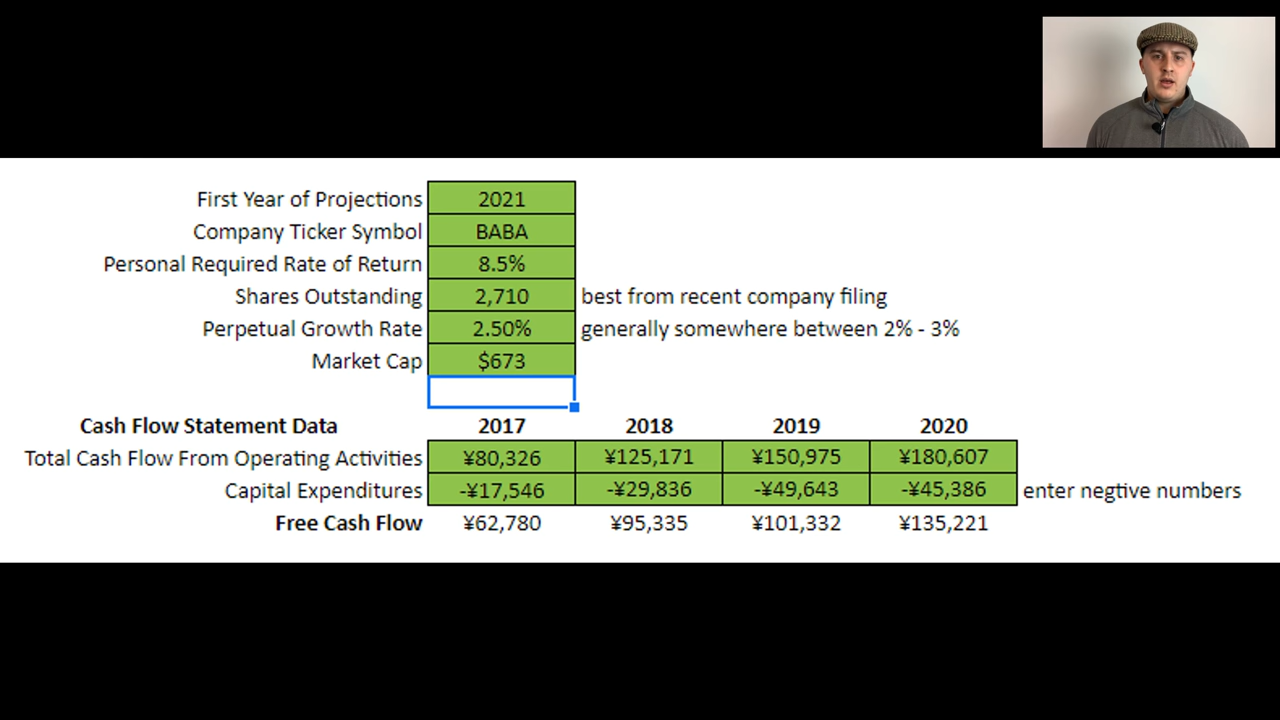 First Year of Projections 2021
Company Ticker Symbol BABA
Personal Required Rate of Return 8.5%
Shares Outstanding 2,710 best from recent company filing
Perpetual Growth Rate 2.50% generally somewhere between 2% - 3%
Market Cap $673
Cash Flow Statement Data 2017 2018 2019 2020
Total Cash Flow From Operating Activities ¥80,326 ¥125,171 ¥150,975 ¥180,607
Capital Expenditures -¥17,546 -¥29,836 -¥49,643 -¥45,386 enter negtive numbers
Free Cash Flow ¥62,780 ¥95,335 ¥101,332 ¥135,221